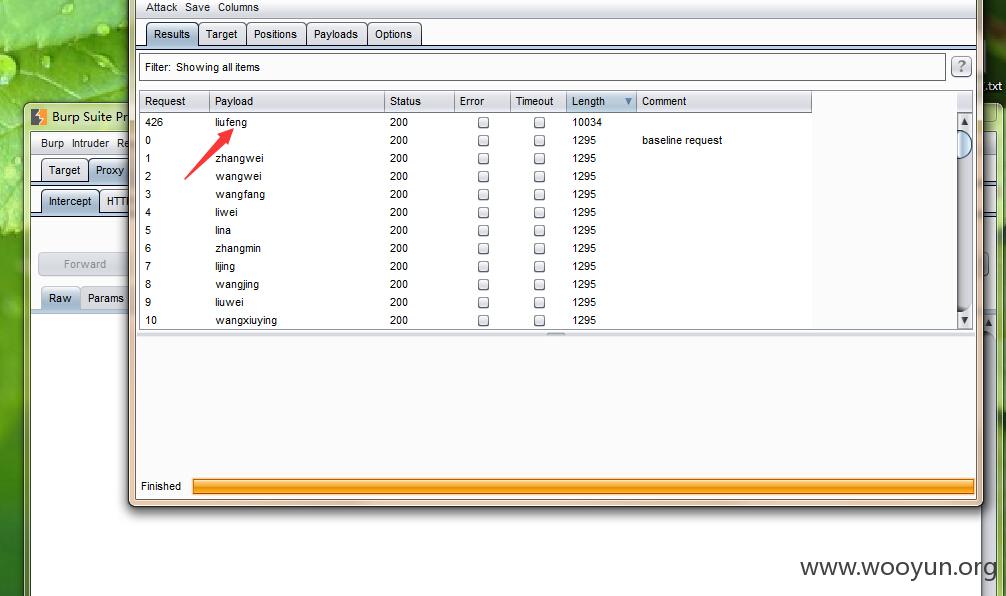 Attack Save Columns
Results Target Positions Payloads Options
Filter: Showing all items ?
.txt
Request Payload Status Error Timeout Length Comment
426 liufeng 200 10034
0 200 1295 baseline request
1 zhangwei 200 1295
2 wangwei 200 1295
3 wangfang 200 1295
4 liwei 200 1295
5 lina 200 1295
6 zhangmin 200 1295
7 lijing 200 1295
8 wangjing 200 1295
9 liuwei 200 1295
10 wangxiuying 200 1295
Finished
Burp Suite Pr
Burp Intruder Re
Target Proxy
Intercept HTT
Forward
Raw Params
www.wooyun.org